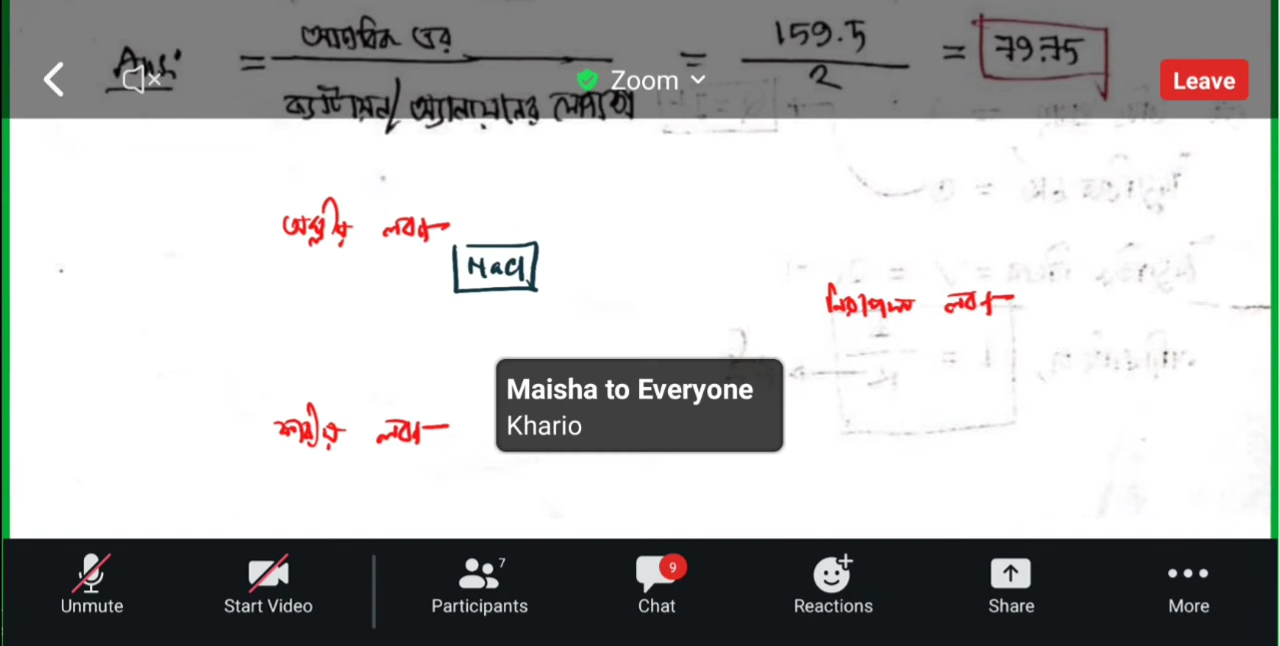 Ans: = আণবিক ভর / ক্যাটায়ন/অ্যানায়নের = 159.5 / 2 = 79.75
Zoom
Leave
অম্লীয় লবণ
NaCl
নিরপেক্ষ লবণ
Maisha to Everyone
Khario
ক্ষারীয় লবণ
7
9
Unmute
Start Video
Participants
Chat
Reactions
Share
More